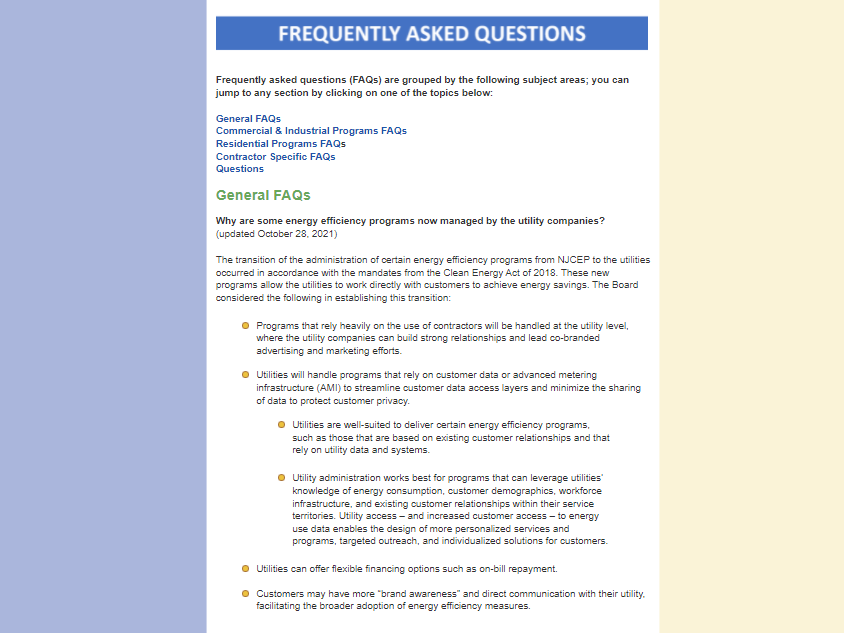 FREQUENTLY ASKED QUESTIONS
Frequently asked questions (FAQs) are grouped by the following subject areas; you can
jump to any section by clicking on one of the topics below:
General FAQs
Commercial & Industrial Programs FAQs
Residential Programs FAQs
Contractor Specific FAQs
Questions
General FAQs
Why are some energy efficiency programs now managed by the utility companies?
(updated October 28, 2021)
The transition of the administration of certain energy efficiency programs from NJCEP to the utilities
occurred in accordance with the mandates from the Clean Energy Act of 2018. These new
programs allow the utilities to work directly with customers to achieve energy savings. The Board
considered the following in establishing this transition:
Programs that rely heavily on the use of contractors will be handled at the utility level,
where the utility companies can build strong relationships and lead co-branded
advertising and marketing efforts.
Utilities will handle programs that rely on customer data or advanced metering
infrastructure (AMI) to streamline customer data access layers and minimize the sharing
of data to protect customer privacy.
Utilities are well-suited to deliver certain energy efficiency programs,
such as those that are based on existing customer relationships and that
rely on utility data and systems.
Utility administration works best for programs that can leverage utilities'
knowledge of energy consumption, customer demographics, workforce
infrastructure, and existing customer relationships within their service
territories. Utility access – and increased customer access – to energy
use data enables the design of more personalized services and
programs, targeted outreach, and individualized solutions for customers.
Utilities can offer flexible financing options such as on-bill repayment.
Customers may have more “brand awareness” and direct communication with their utility,
facilitating the broader adoption of energy efficiency measures.